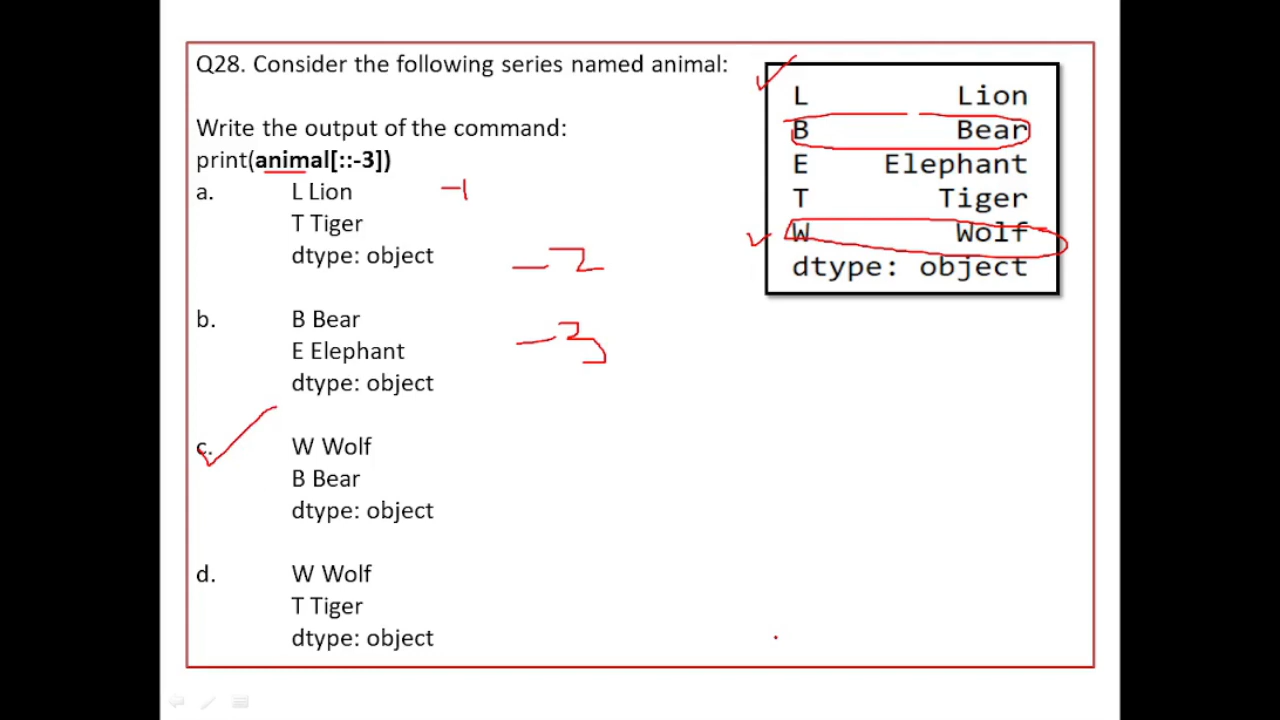 Q28. Consider the following series named animal:
Write the output of the command:
print(animal[::-3])
a. L Lion
T Tiger
dtype: object
b. B Bear
E Elephant
dtype: object
c. W Wolf
B Bear
dtype: object
d. W Wolf
T Tiger
dtype: object
L Lion
B Bear
E Elephant
T Tiger
W Wolf
dtype: object
-1
-2
-3